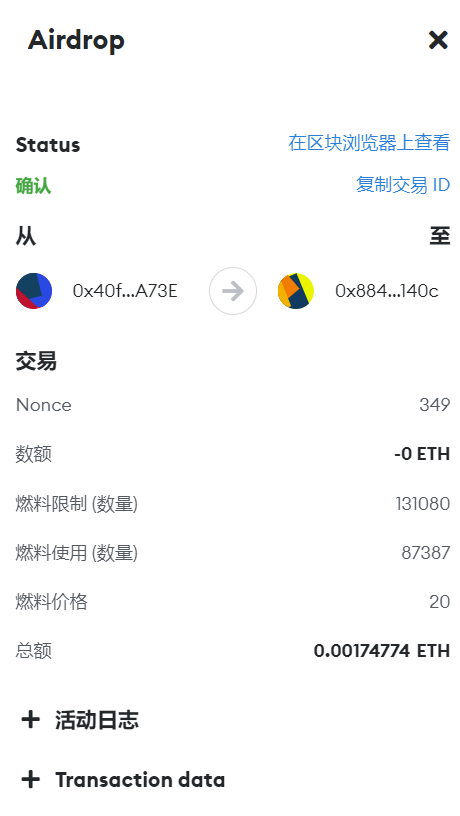 Airdrop
Status 在区块浏览器上查看
确认 复制交易 ID
从 至
0x40f...A73E 0x884...140c
交易
Nonce 349
数额 -0 ETH
燃料限制 (数量) 131080
燃料使用 (数量) 87387
燃料价格 20
总额 0.00174774 ETH
活动日志
Transaction data